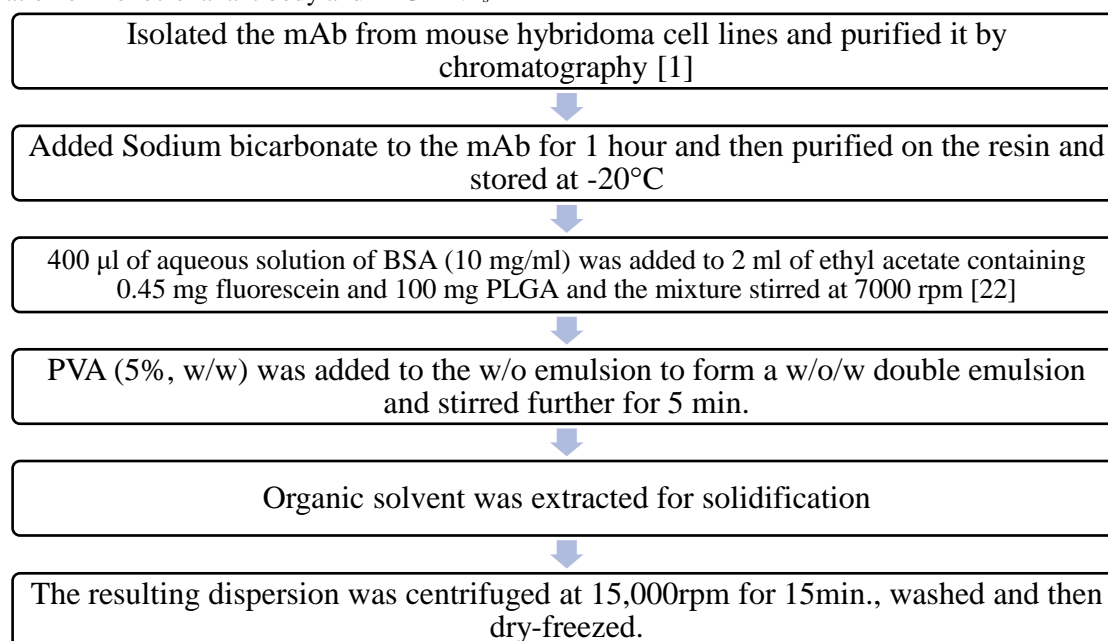 Isolated the mAb from mouse hybridoma cell lines and purified it by
chromatography [1]
Added Sodium bicarbonate to the mAb for 1 hour and then purified on the resin and
stored at -20°C
400 μl of aqueous solution of BSA (10 mg/ml) was added to 2 ml of ethyl acetate containing
0.45 mg fluorescein and 100 mg PLGA and the mixture stirred at 7000 rpm [22]
PVA (5%, w/w) was added to the w/o emulsion to form a w/o/w double emulsion
and stirred further for 5 min.
Organic solvent was extracted for solidification
The resulting dispersion was centrifuged at 15,000rpm for 15min., washed and then
dry-freezed.